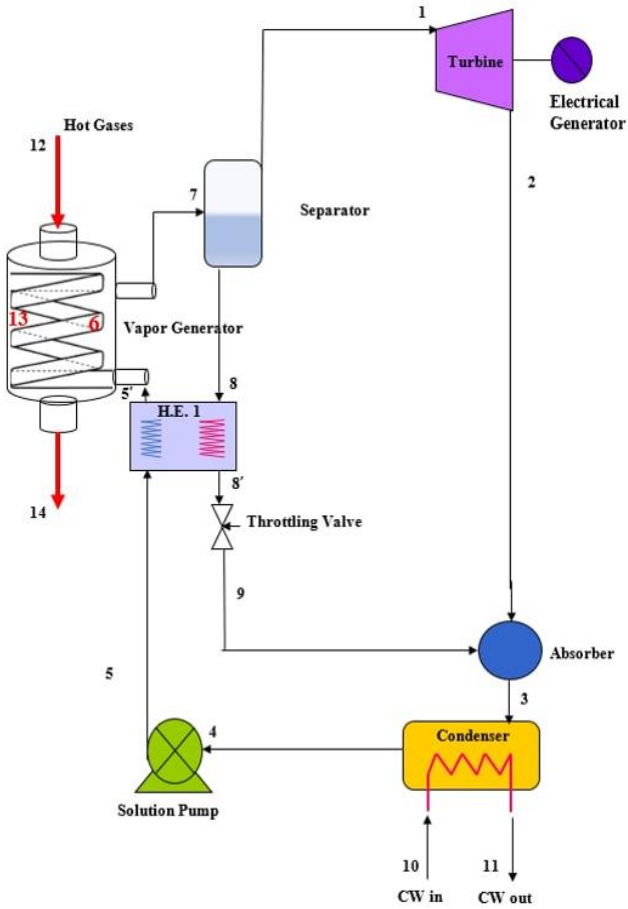 1
Turbine
Electrical
Generator
Hot Gases
12
7
2
Separator
13
6
Vapor Generator
5′
8
H.E. 1
8′
14
Throttling Valve
9
Absorber
5
3
4
Condenser
Solution Pump
10
11
CW in
CW out